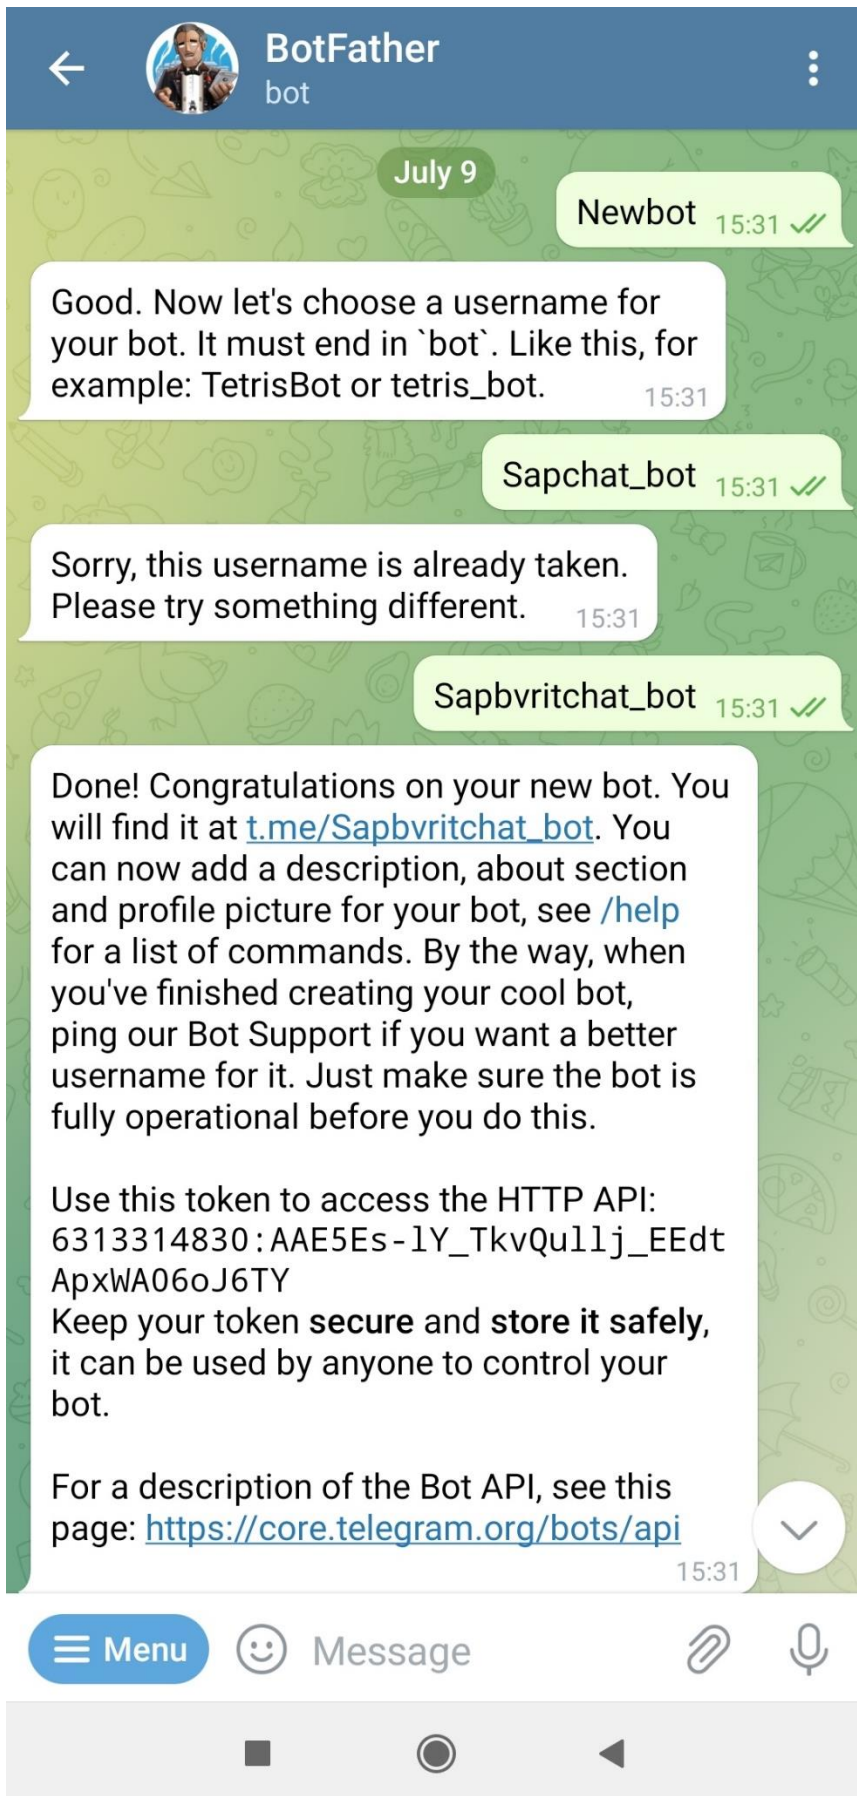 BotFather
bot
July 9
Newbot 15:31
Good. Now let's choose a username for
your bot. It must end in `bot`. Like this, for
example: TetrisBot or tetris_bot. 15:31
Sapchat_bot 15:31
Sorry, this username is already taken.
Please try something different. 15:31
Sapbvritchat_bot 15:31
Done! Congratulations on your new bot. You
will find it at t.me/Sapbvritchat_bot. You
can now add a description, about section
and profile picture for your bot, see /help
for a list of commands. By the way, when
you've finished creating your cool bot,
ping our Bot Support if you want a better
username for it. Just make sure the bot is
fully operational before you do this.
Use this token to access the HTTP API:
6313314830:AAE5Es-lY_TkvQullj_EEdt
ApxWA06oJ6TY
Keep your token secure and store it safely,
it can be used by anyone to control your
bot.
For a description of the Bot API, see this
page: https://core.telegram.org/bots/api
15:31
Menu Message